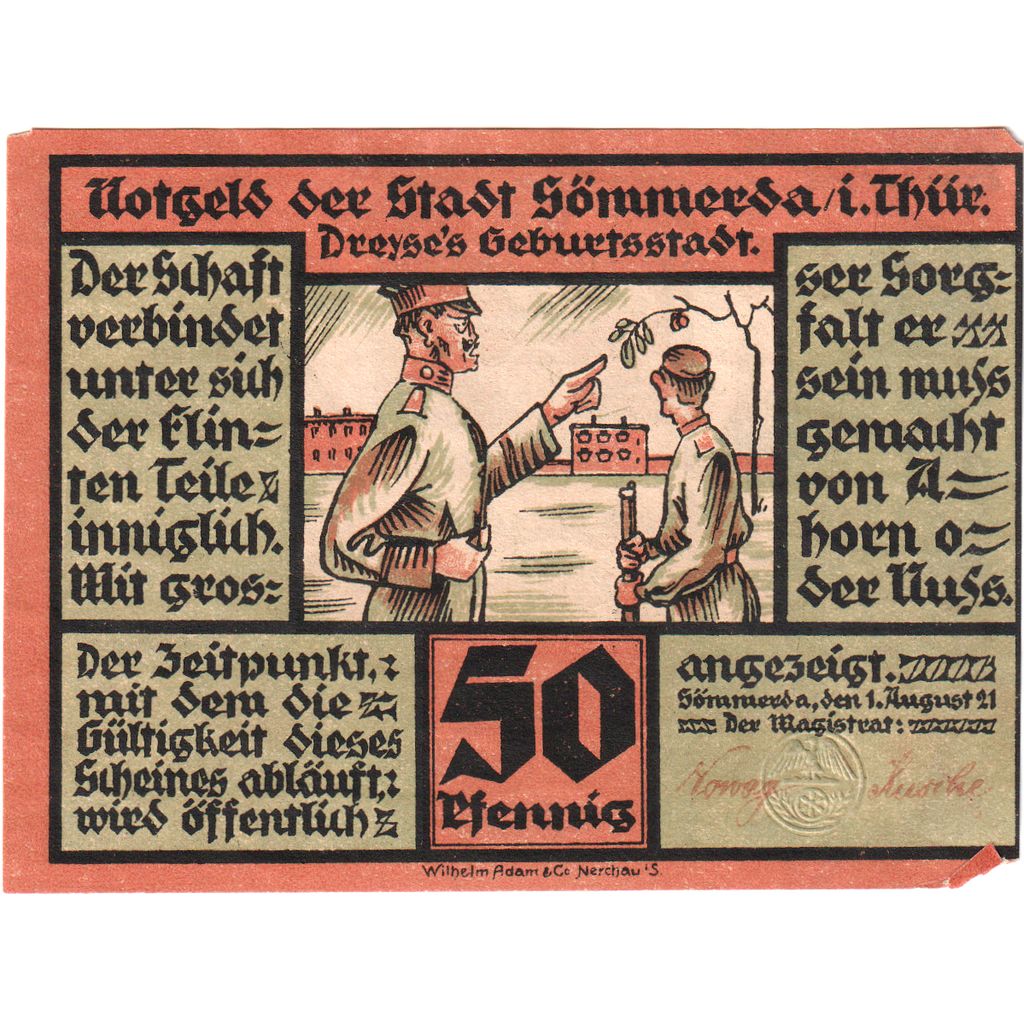 Notgeld der Stadt Sömmerda/i. Thür.
Dreyse's Geburtsstadt.
Der Schaft
verbindet
unter sich
der Flin=
ten Teile
inniglich.
Mit gros=
ser Sorg=
falt er
sein muſs
gemacht
von A=
horn o=
der Nuſs.
Der Zeitpunkt,
mit dem die
Gültigkeit dieses
Scheines abläuft,
wird öffentlich
50
Pfennig
angezeigt.
Sömmerda, den 1. August 21
Der Magistrat:
Wilhelm Adam & Co Nerchau 'S.